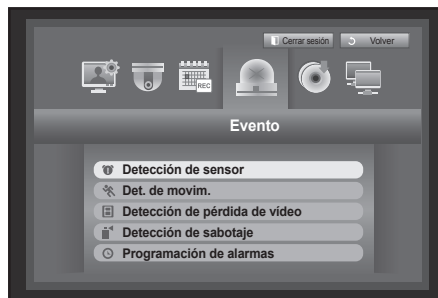 Cerrar sesión Volver
REC
Evento
Detección de sensor
Det. de movim.
Detección de pérdida de vídeo
Detección de sabotaje
Programación de alarmas